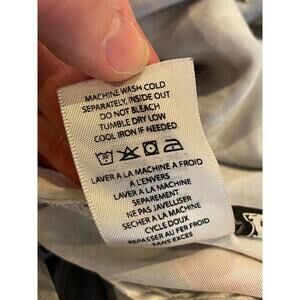 MACHINE WASH COLD
SEPARATELY, INSIDE OUT
DO NOT BLEACH
TUMBLE DRY LOW
COOL IRON IF NEEDED
LAVER A LA MACHINE A FROID
A L'ENVERS
LAVER A LA MACHINE
SEPAREMENT
NE PAS JAVELLISER
SECHER A LA MACHINE
CYCLE DOUX
REPASSER AU FER FROID
SANS EXCES